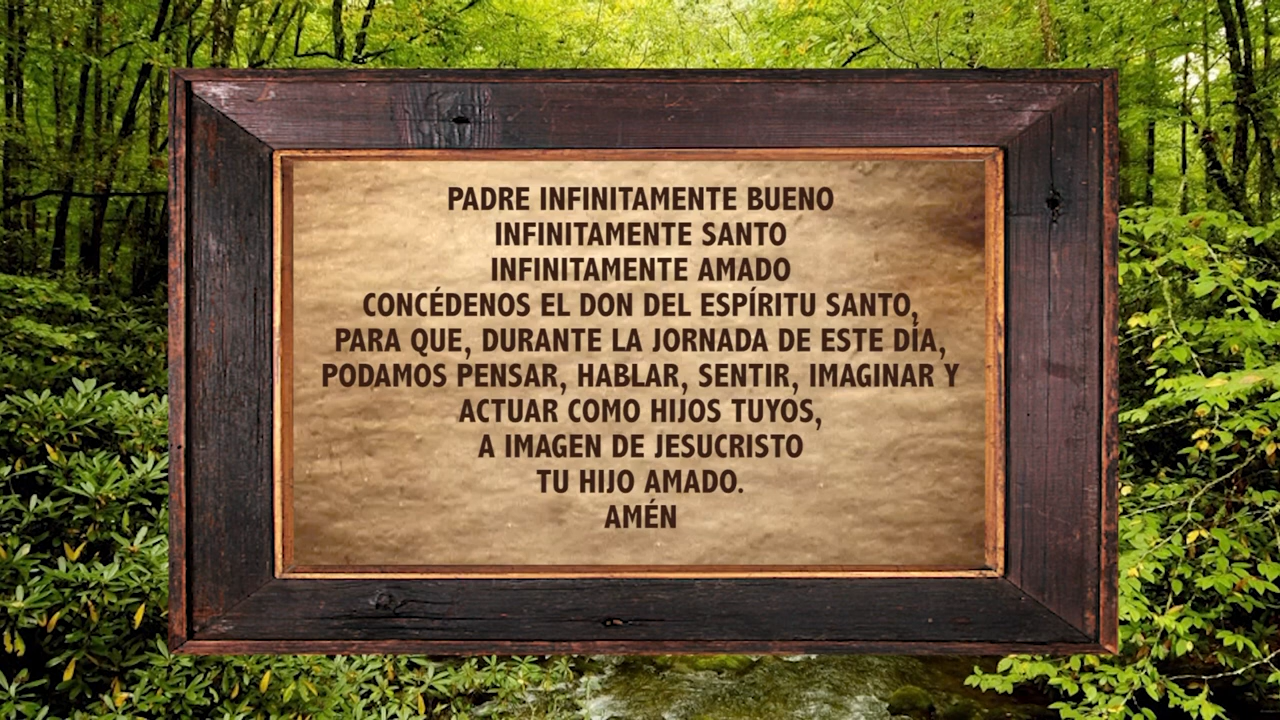 PADRE INFINITAMENTE BUENO
INFINITAMENTE SANTO
INFINITAMENTE AMADO
CONCÉDENOS EL DON DEL ESPÍRITU SANTO,
PARA QUE, DURANTE LA JORNADA DE ESTE DÍA,
PODAMOS PENSAR, HABLAR, SENTIR, IMAGINAR Y
ACTUAR COMO HIJOS TUYOS,
A IMAGEN DE JESUCRISTO
TU HIJO AMADO.
AMÉN